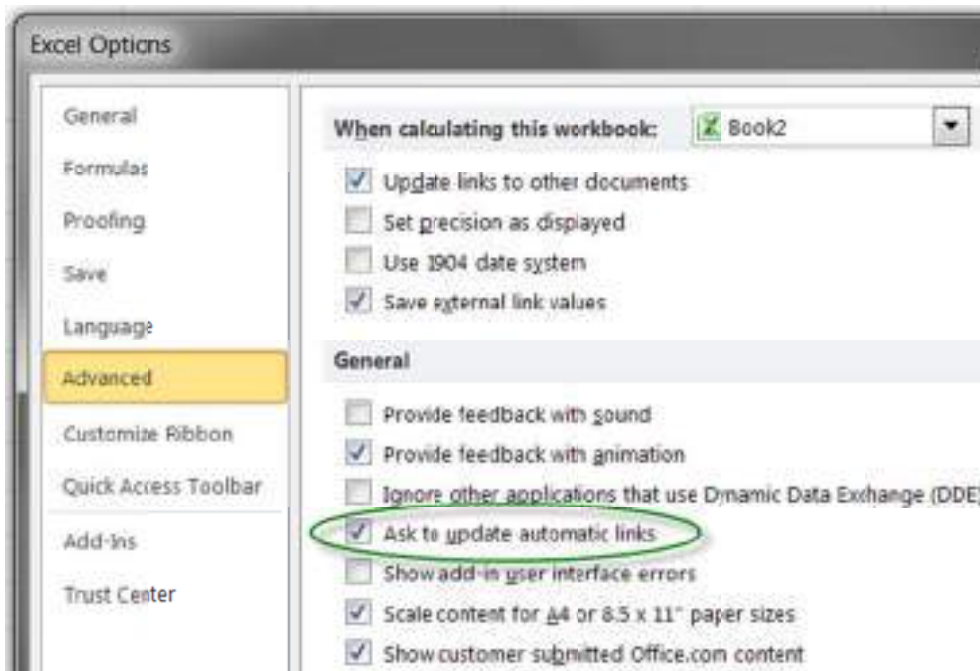 Excel Options
General
Formulas
Proofing
Save
Language
Advanced
Customize Ribbon
Quick Access Toolbar
Add-Ins
Trust Center
When calculating this workbook: Book2
Update links to other documents
Set precision as displayed
Use 1904 date system
Save external link values
General
Provide feedback with sound
Provide feedback with animation
Ignore other applications that use Dynamic Data Exchange (DDE)
Ask to update automatic links
Show add-in user interface errors
Scale content for A4 or 8.5 x 11" paper sizes
Show customer submitted Office.com content